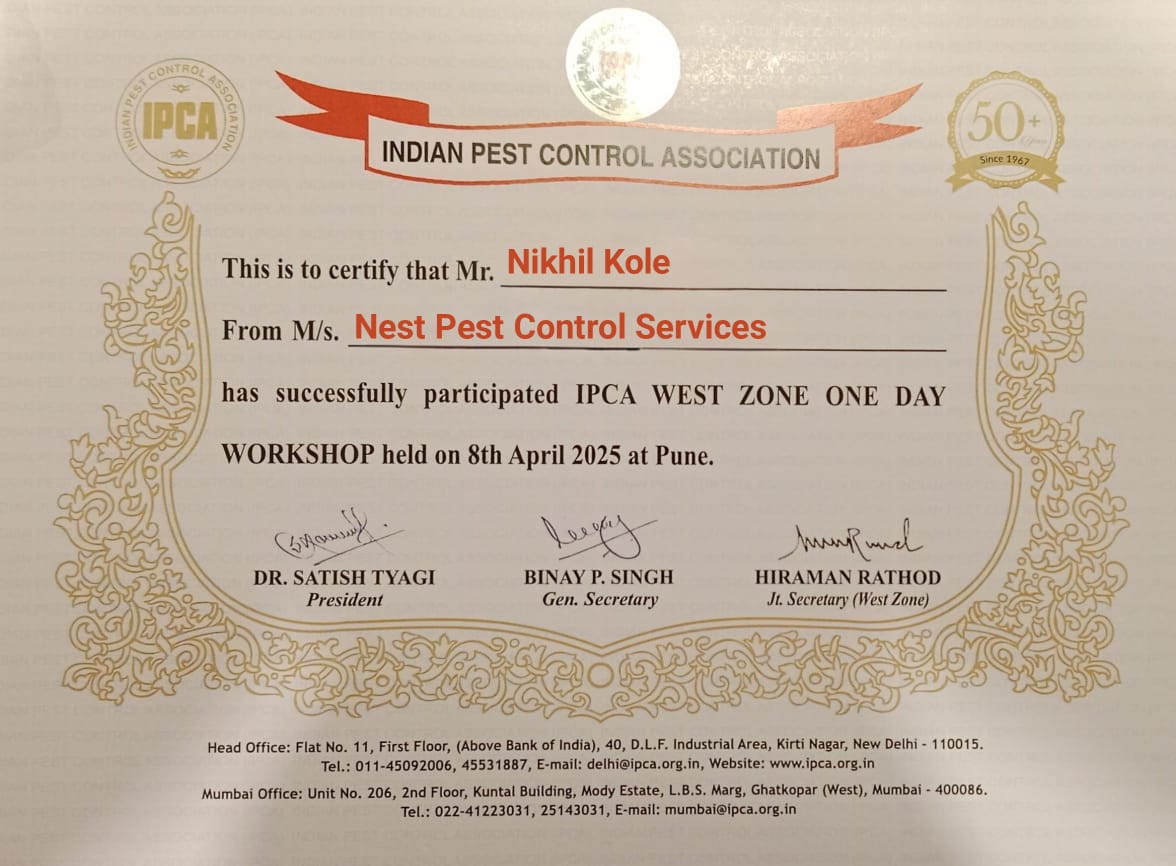 INDIAN PEST CONTROL ASSOCIATION
IPCA
50+
Years
Since 1967
INDIAN PEST CONTROL ASSOCIATION
This is to certify that Mr. Nikhil Kole
From M/s. Nest Pest Control Services
has successfully participated IPCA WEST ZONE ONE DAY
WORKSHOP held on 8th April 2025 at Pune.
DR. SATISH TYAGI
President
BINAY P. SINGH
Gen. Secretary
HIRAMAN RATHOD
Jt. Secretary (West Zone)
Head Office: Flat No. 11, First Floor, (Above Bank of India), 40, D.L.F. Industrial Area, Kirti Nagar, New Delhi - 110015.
Tel.: 011-45092006, 45531887, E-mail: delhi@ipca.org.in, Website: www.ipca.org.in
Mumbai Office: Unit No. 206, 2nd Floor, Kuntal Building, Mody Estate, L.B.S. Marg, Ghatkopar (West), Mumbai - 400086.
Tel.: 022-41223031, 25143031, E-mail: mumbai@ipca.org.in